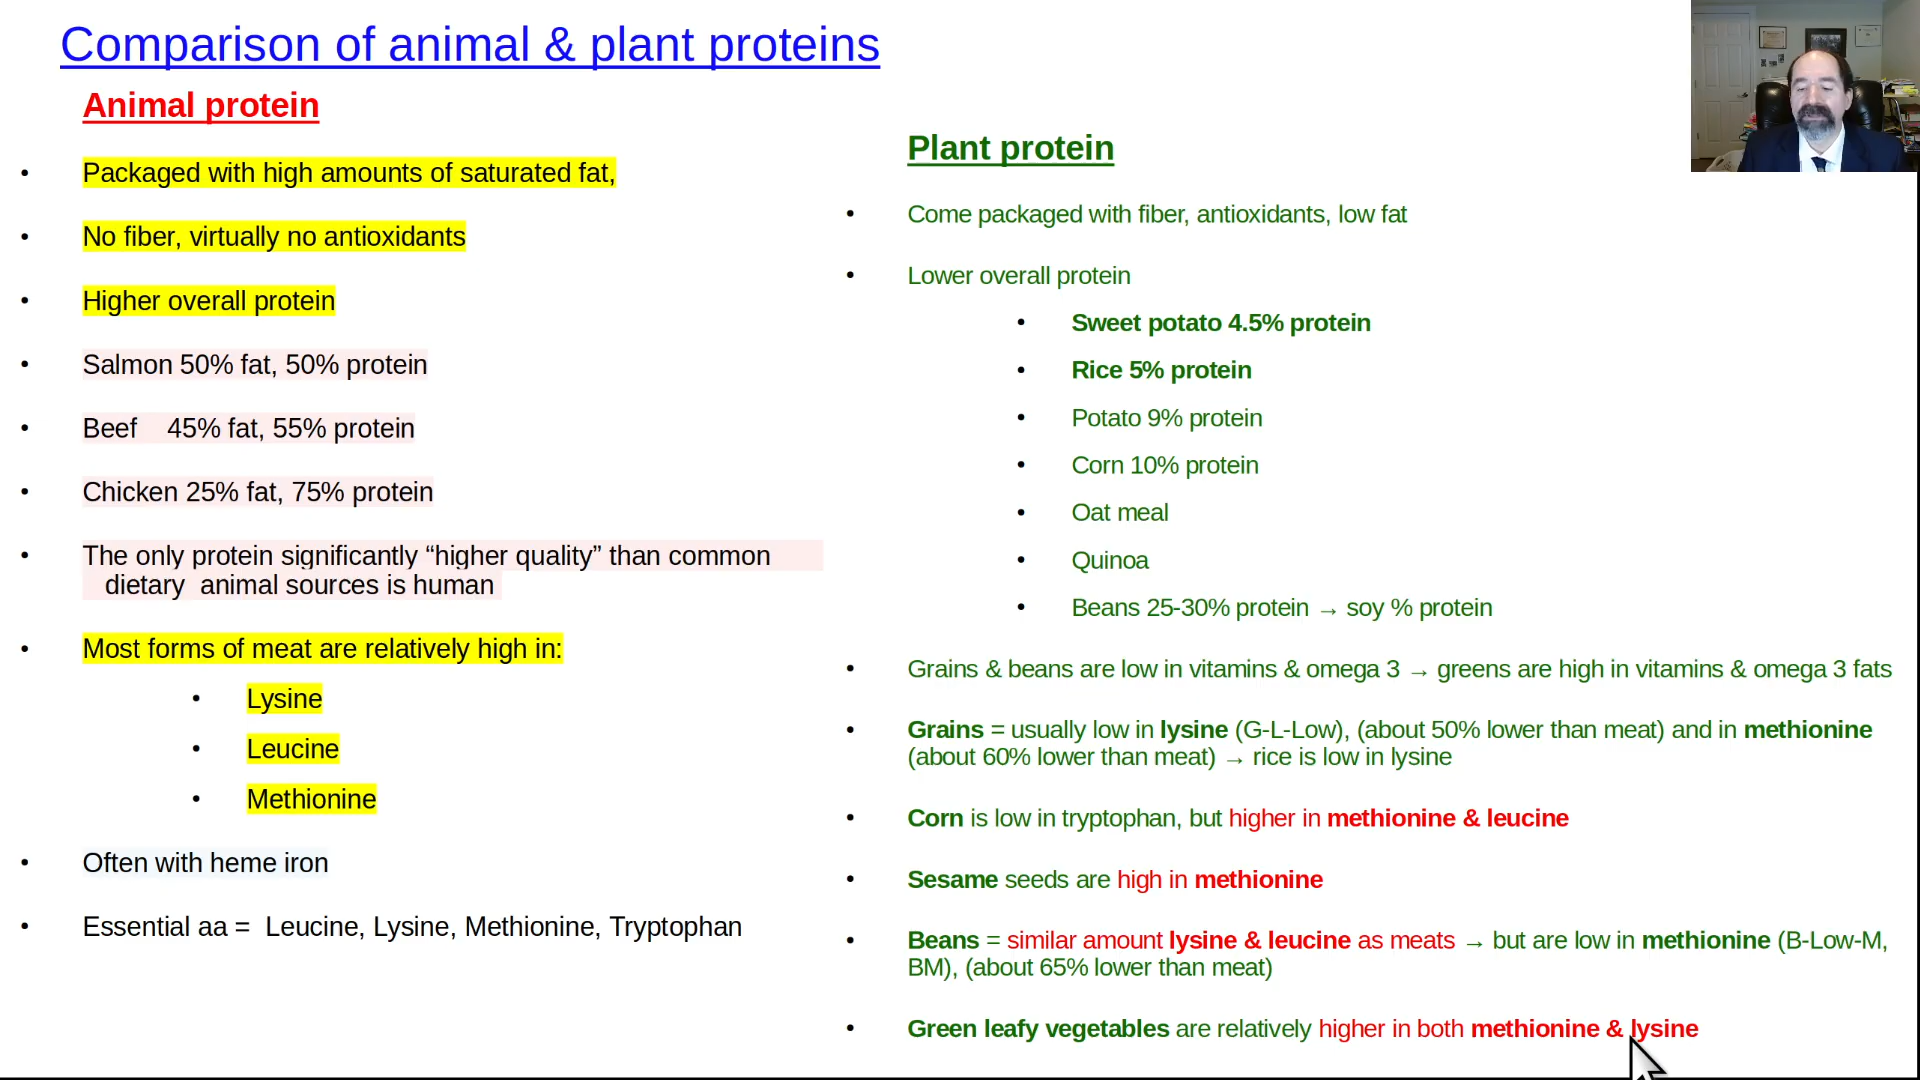 Comparison of animal & plant proteins
Animal protein
• Packaged with high amounts of saturated fat,
• No fiber, virtually no antioxidants
• Higher overall protein
• Salmon 50% fat, 50% protein
• Beef 45% fat, 55% protein
• Chicken 25% fat, 75% protein
• The only protein significantly “higher quality” than common
dietary animal sources is human
• Most forms of meat are relatively high in:
• Lysine
• Leucine
• Methionine
• Often with heme iron
• Essential aa = Leucine, Lysine, Methionine, Tryptophan
Plant protein
• Come packaged with fiber, antioxidants, low fat
• Lower overall protein
• Sweet potato 4.5% protein
• Rice 5% protein
• Potato 9% protein
• Corn 10% protein
• Oat meal
• Quinoa
• Beans 25-30% protein → soy % protein
• Grains & beans are low in vitamins & omega 3 → greens are high in vitamins & omega 3 fats
• Grains = usually low in lysine (G-L-Low), (about 50% lower than meat) and in methionine
(about 60% lower than meat) → rice is low in lysine
• Corn is low in tryptophan, but higher in methionine & leucine
• Sesame seeds are high in methionine
• Beans = similar amount lysine & leucine as meats → but are low in methionine (B-Low-M,
BM), (about 65% lower than meat)
• Green leafy vegetables are relatively higher in both methionine & lysine